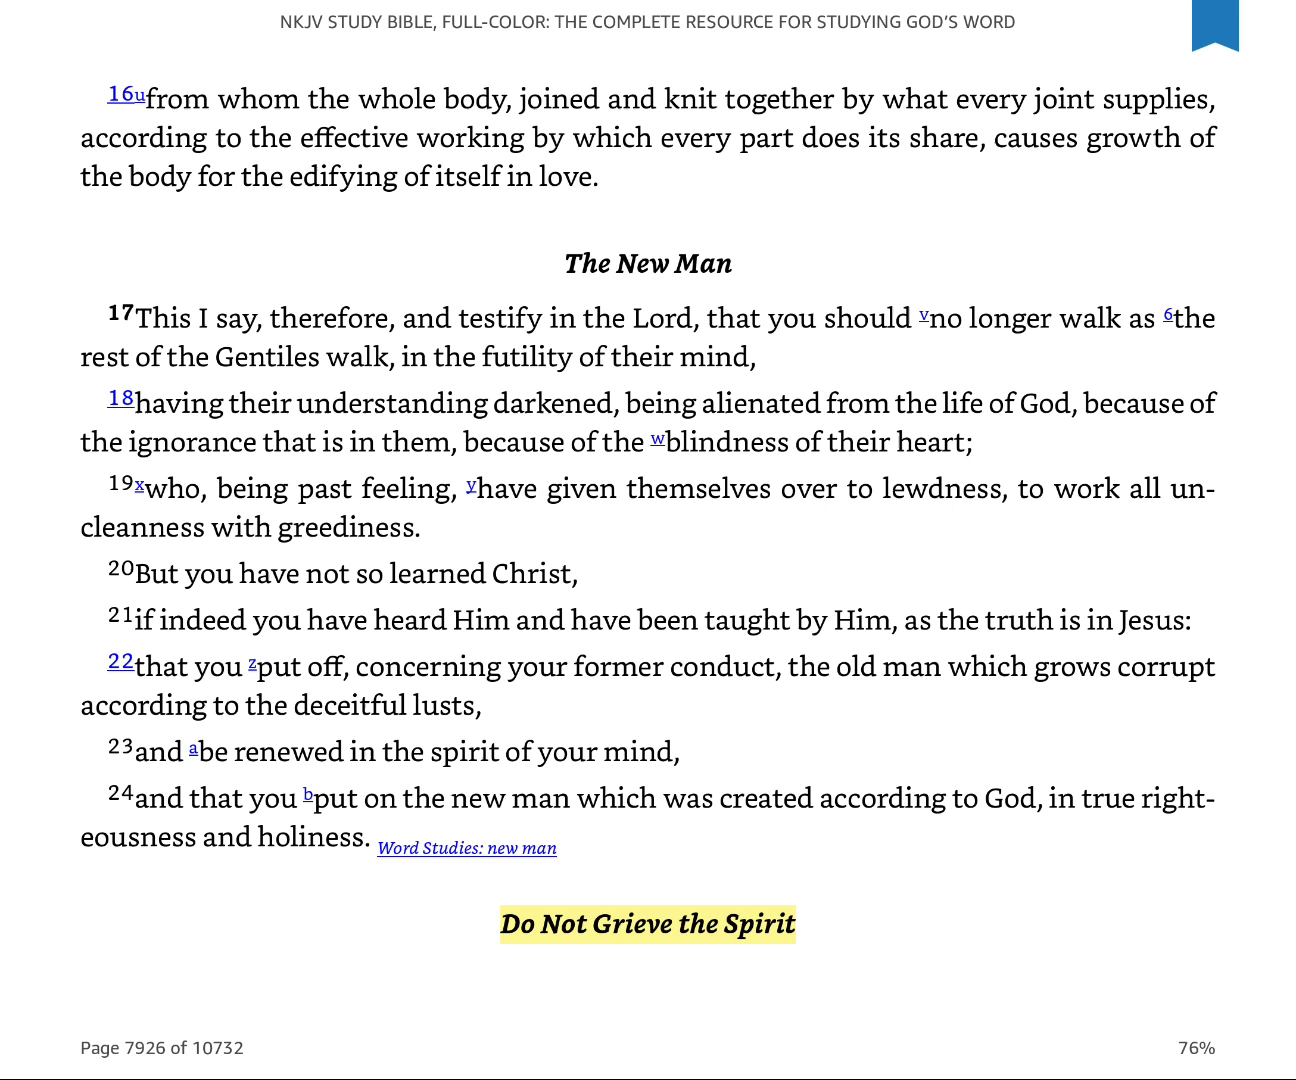 NKJV STUDY BIBLE, FULL-COLOR: THE COMPLETE RESOURCE FOR STUDYING GOD'S WORD
16ufrom whom the whole body, joined and knit together by what every joint supplies,
according to the effective working by which every part does its share, causes growth of
the body for the edifying of itself in love.
The New Man
17This I say, therefore, and testify in the Lord, that you should vno longer walk as 6the
rest of the Gentiles walk, in the futility of their mind,
18having their understanding darkened, being alienated from the life of God, because of
the ignorance that is in them, because of the wblindness of their heart;
19xwho, being past feeling, yhave given themselves over to lewdness, to work all un-
cleanness with greediness.
20But you have not so learned Christ,
21if indeed you have heard Him and have been taught by Him, as the truth is in Jesus:
22that you zput off, concerning your former conduct, the old man which grows corrupt
according to the deceitful lusts,
23and abe renewed in the spirit of your mind,
24and that you bput on the new man which was created according to God, in true right-
eousness and holiness. Word Studies: new man
Do Not Grieve the Spirit
Page 7926 of 10732
76%